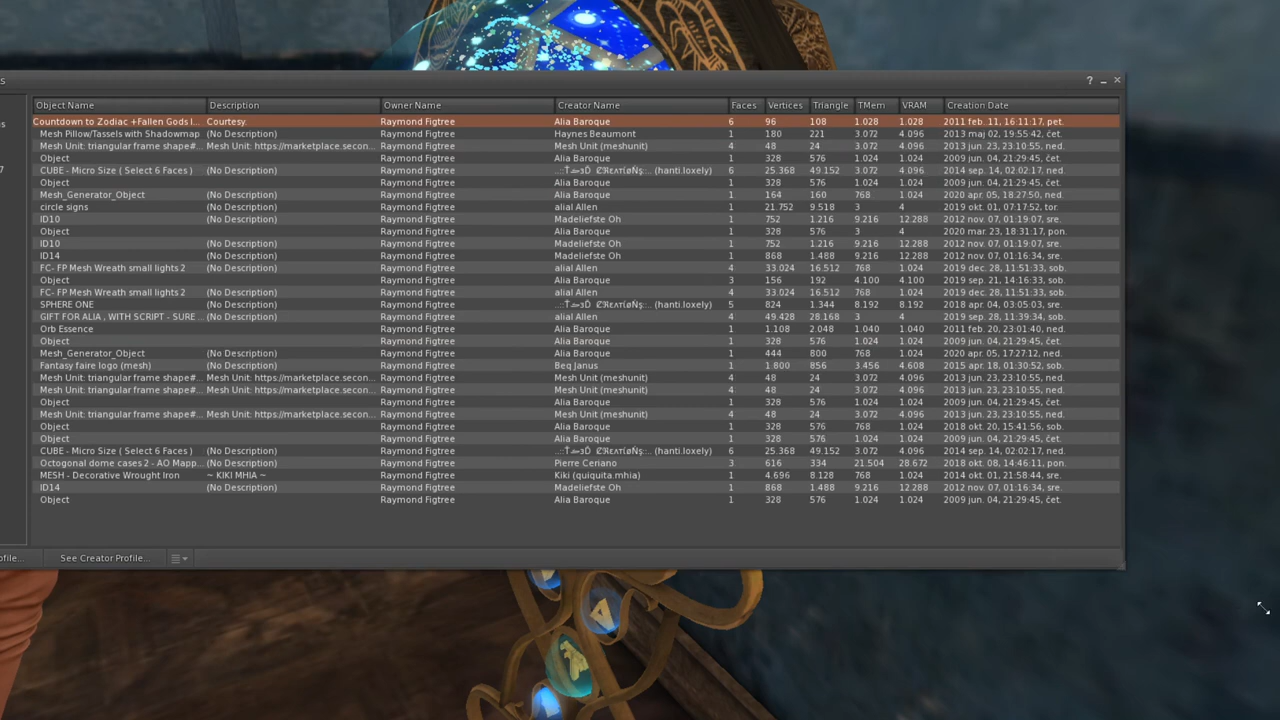 s
? _ ×
Object Name Description Owner Name Creator Name Faces Vertices Triangle TMem VRAM Creation Date
Countdown to Zodiac +Fallen Gods I... Courtesy. Raymond Figtree Alia Baroque 6 96 108 1.028 1.028 2011 feb. 11, 16:11:17, pet.
Mesh Pillow/Tassels with Shadowmap (No Description) Raymond Figtree Haynes Beaumont 1 180 221 3.072 4.096 2013 maj 02, 19:55:42, čet.
Mesh Unit: triangular frame shape#... Mesh Unit: https://marketplace.secon... Raymond Figtree Mesh Unit (meshunit) 4 48 24 3.072 4.096 2013 jun. 23, 23:10:55, ned.
Object Raymond Figtree Alia Baroque 1 328 576 1.024 1.024 2009 jun. 04, 21:29:45, čet.
CUBE - Micro Size ( Select 6 Faces ) (No Description) Raymond Figtree (hanti.loxely) 6 25.368 49.152 3.072 4.096 2014 sep. 14, 02:02:17, ned.
Object Raymond Figtree Alia Baroque 1 328 576 1.024 1.024 2009 jun. 04, 21:29:45, čet.
Mesh_Generator_Object (No Description) Raymond Figtree Alia Baroque 1 164 160 768 1.024 2020 apr. 05, 18:27:50, ned.
circle signs (No Description) Raymond Figtree alial Allen 1 21.752 9.518 3 4 2019 okt. 01, 07:17:52, tor.
ID10 (No Description) Raymond Figtree Madeliefste Oh 1 752 1.216 9.216 12.288 2012 nov. 07, 01:19:07, sre.
Object Raymond Figtree Alia Baroque 1 328 576 3 4 2020 mar. 23, 18:31:17, pon.
ID10 (No Description) Raymond Figtree Madeliefste Oh 1 752 1.216 9.216 12.288 2012 nov. 07, 01:19:07, sre.
ID14 (No Description) Raymond Figtree Madeliefste Oh 1 868 1.488 9.216 12.288 2012 nov. 07, 01:16:34, sre.
FC- FP Mesh Wreath small lights 2 (No Description) Raymond Figtree alial Allen 4 33.024 16.512 768 1.024 2019 dec. 28, 11:51:33, sob.
Object Raymond Figtree Alia Baroque 3 156 192 4.100 4.100 2019 sep. 21, 14:16:33, sob.
FC- FP Mesh Wreath small lights 2 (No Description) Raymond Figtree alial Allen 4 33.024 16.512 768 1.024 2019 dec. 28, 11:51:33, sob.
SPHERE ONE (No Description) Raymond Figtree (hanti.loxely) 5 824 1.344 8.192 8.192 2018 apr. 04, 03:05:03, sre.
GIFT FOR ALIA , WITH SCRIPT - SURE ... (No Description) Raymond Figtree alial Allen 4 49.428 28.168 3 4 2019 sep. 28, 11:39:34, sob.
Orb Essence Raymond Figtree Alia Baroque 1 1.108 2.048 1.040 1.040 2011 feb. 20, 23:01:40, ned.
Object Raymond Figtree Alia Baroque 1 328 576 1.024 1.024 2009 jun. 04, 21:29:45, čet.
Mesh_Generator_Object (No Description) Raymond Figtree Alia Baroque 1 444 800 768 1.024 2020 apr. 05, 17:27:12, ned.
Fantasy faire logo (mesh) (No Description) Raymond Figtree Beq Janus 1 1.800 856 3.456 4.608 2015 apr. 18, 01:30:52, sob.
Mesh Unit: triangular frame shape#... Mesh Unit: https://marketplace.secon... Raymond Figtree Mesh Unit (meshunit) 4 48 24 3.072 4.096 2013 jun. 23, 23:10:55, ned.
Mesh Unit: triangular frame shape#... Mesh Unit: https://marketplace.secon... Raymond Figtree Mesh Unit (meshunit) 4 48 24 3.072 4.096 2013 jun. 23, 23:10:55, ned.
Object Raymond Figtree Alia Baroque 1 328 576 1.024 1.024 2009 jun. 04, 21:29:45, čet.
Mesh Unit: triangular frame shape#... Mesh Unit: https://marketplace.secon... Raymond Figtree Mesh Unit (meshunit) 4 48 24 3.072 4.096 2013 jun. 23, 23:10:55, ned.
Object Raymond Figtree Alia Baroque 1 328 576 768 1.024 2018 okt. 20, 15:41:56, sob.
Object Raymond Figtree Alia Baroque 1 328 576 1.024 1.024 2009 jun. 04, 21:29:45, čet.
CUBE - Micro Size ( Select 6 Faces ) (No Description) Raymond Figtree (hanti.loxely) 6 25.368 49.152 3.072 4.096 2014 sep. 14, 02:02:17, ned.
Octogonal dome cases 2 - AO Mapp... (No Description) Raymond Figtree Pierre Ceriano 3 616 334 21.504 28.672 2018 okt. 08, 14:46:11, pon.
MESH - Decorative Wrought Iron ~ KIKI MHIA ~ Raymond Figtree Kiki (quiquita.mhia) 1 4.696 8.128 768 1.024 2014 okt. 01, 21:58:44, sre.
ID14 (No Description) Raymond Figtree Madeliefste Oh 1 868 1.488 9.216 12.288 2012 nov. 07, 01:16:34, sre.
Object Raymond Figtree Alia Baroque 1 328 576 1.024 1.024 2009 jun. 04, 21:29:45, čet.
ofile... See Creator Profile...